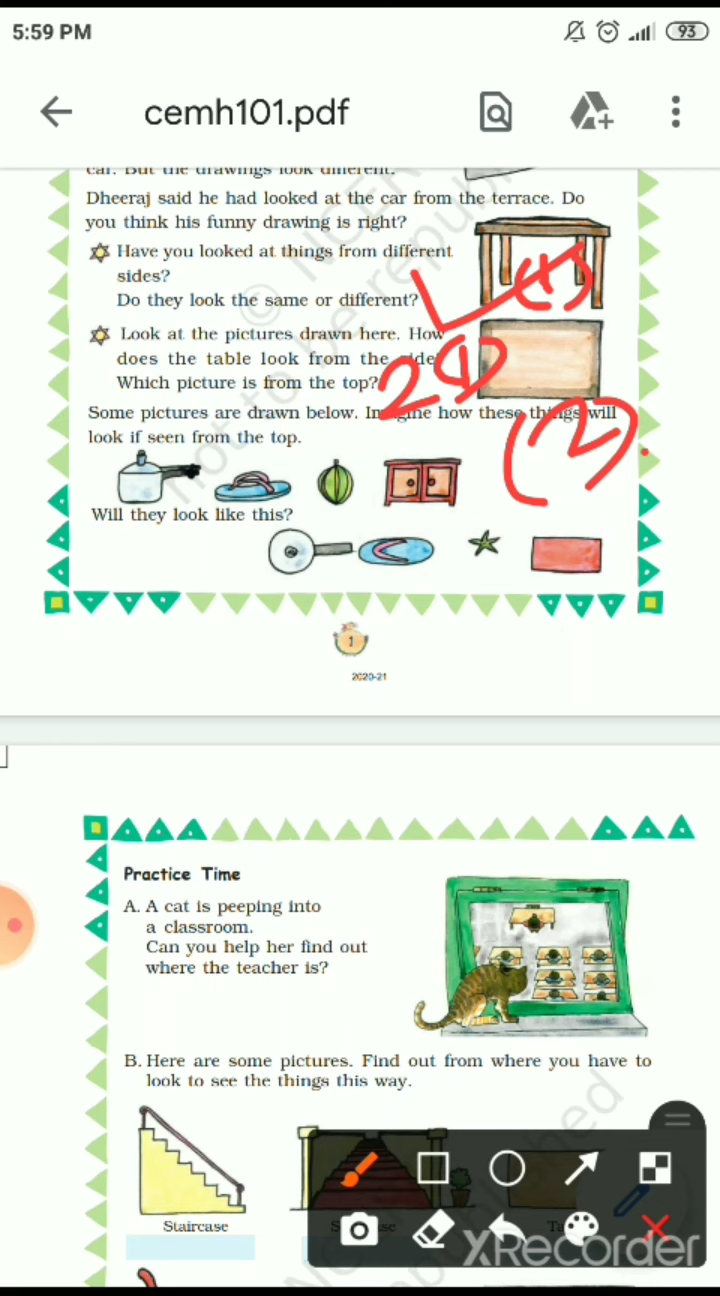 5:59 PM
93
cemh101.pdf
car. But the drawings look different.
Dheeraj said he had looked at the car from the terrace. Do
you think his funny drawing is right?
Have you looked at things from different
sides?
Do they look the same or different?
(1)
Look at the pictures drawn here. How
does the table look from the side?
Which picture is from the top?
2
Some pictures are drawn below. Imagine how these things will
look if seen from the top.
(2)
Will they look like this?
1
2020-21
Practice Time
A. A cat is peeping into
a classroom.
Can you help her find out
where the teacher is?
B. Here are some pictures. Find out from where you have to
look to see the things this way.
Staircase
XRecorder